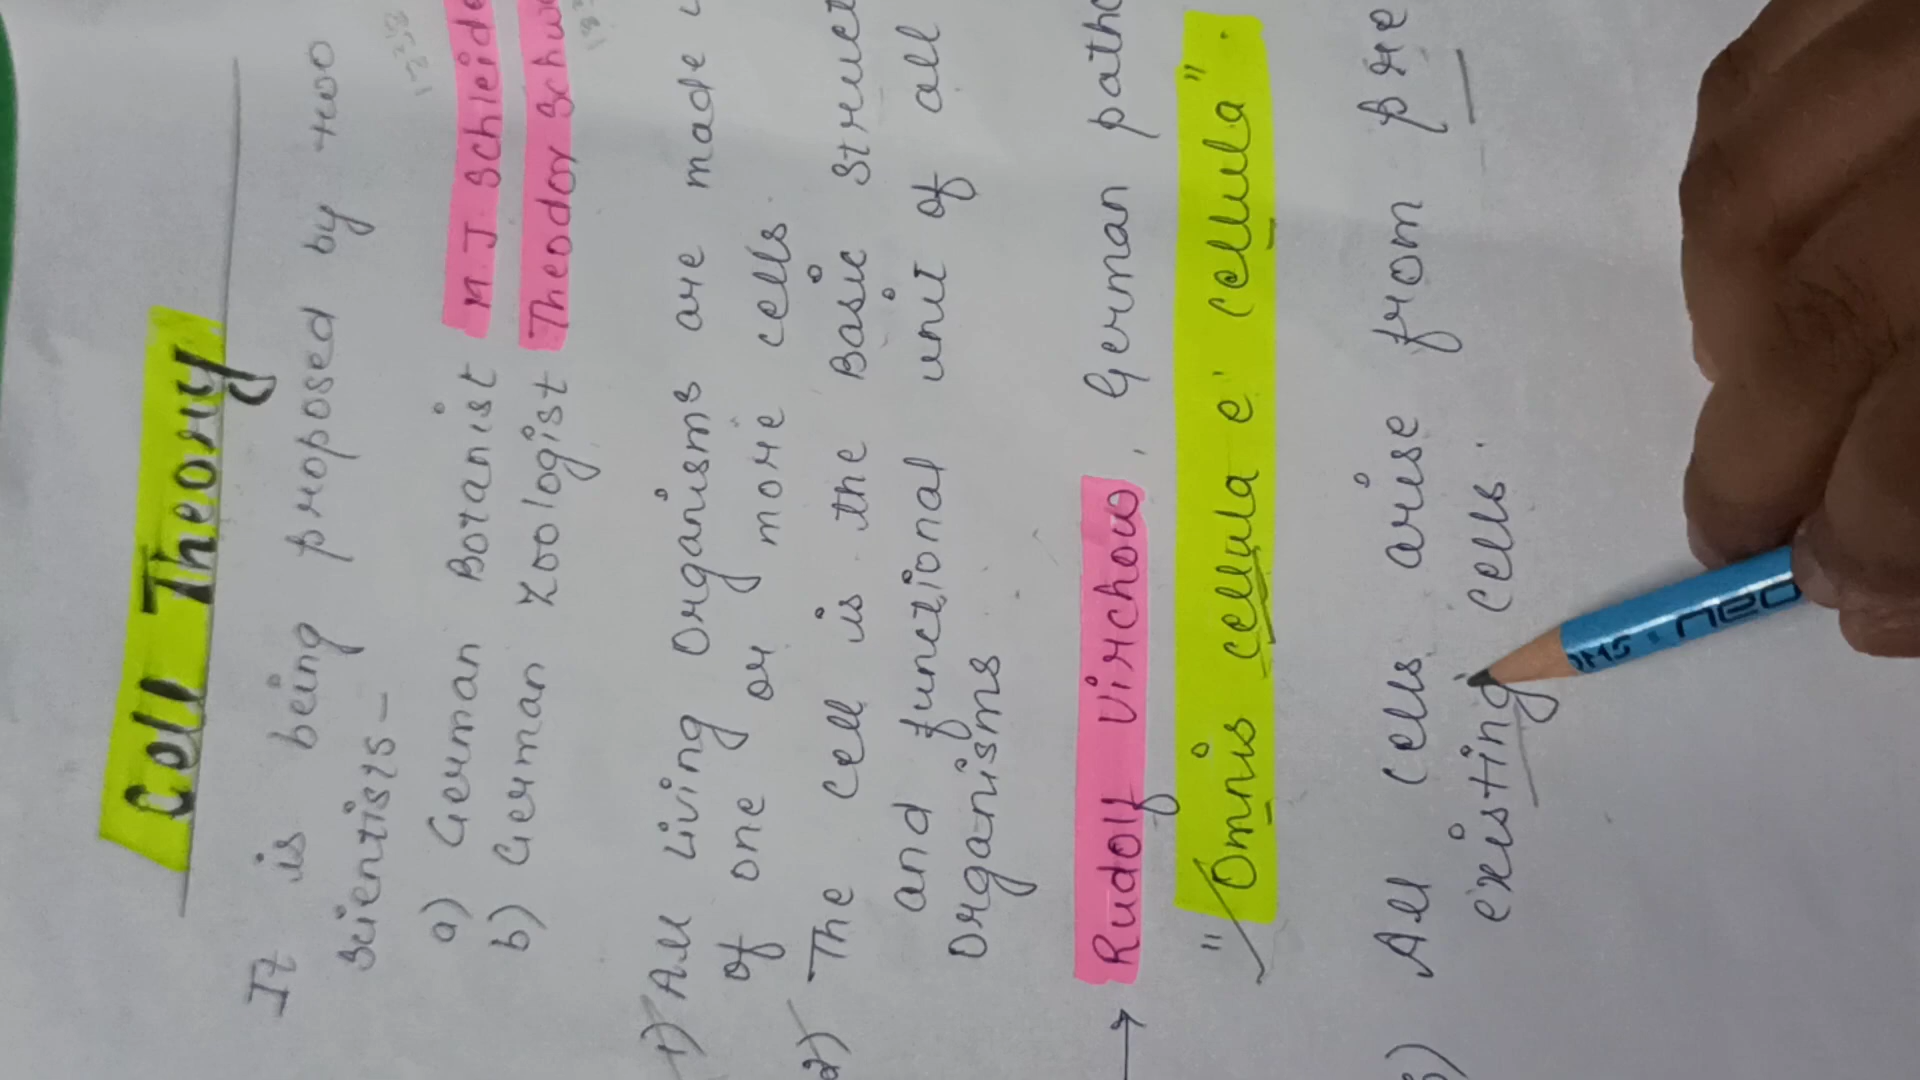 Cell Theory
It is being proposed by two
scientists-
a) German Botanist M J Schleid
b) German Zoologist Theodor Schw
1) All Living Organisms are made
of one or more cells.
2) The cell is the Basic Struct
and functional unit of all
Organisms
→ Rudolf Virchow, German path
"Omnis cellula e' cellula".
3) All cells arise from pre
existing cells.
DMS neo